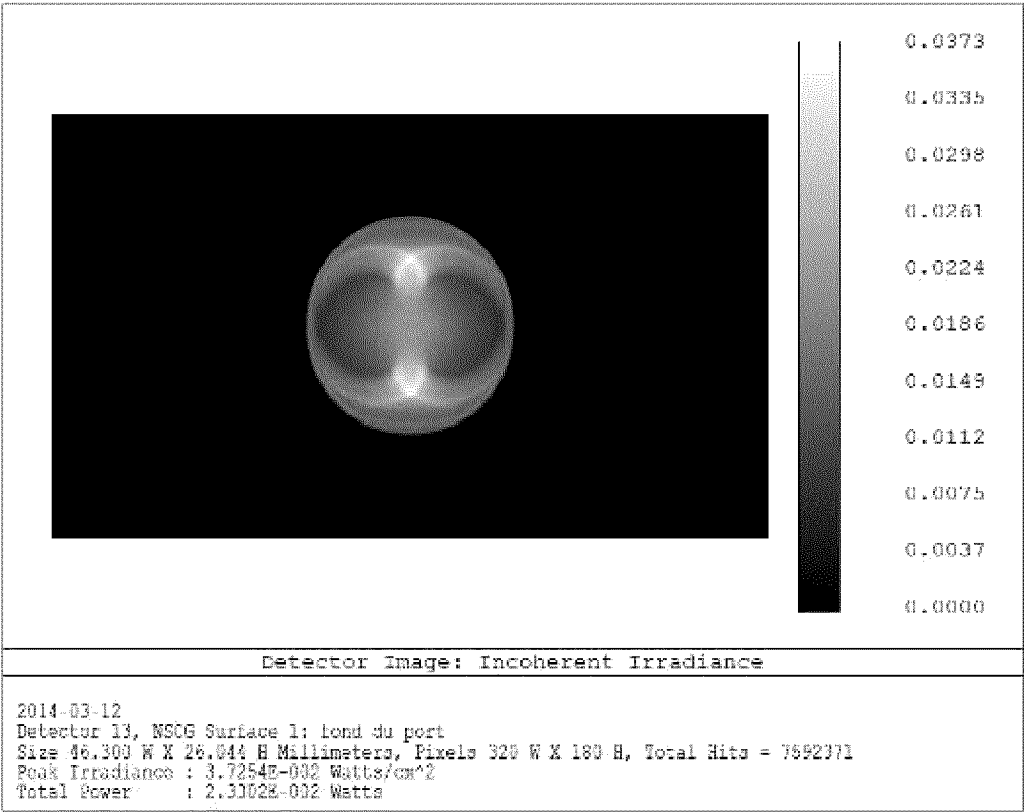 0.0373
0.0335
0.0298
0.0261
0.0224
0.0186
0.0149
0.0112
0.0075
0.0037
0.0000
Detector Image: Incoherent Irradiance
2014-03-12
Detector 13, NSCG Surface 1: fond du port
Size 46.300 W X 26.044 H Millimeters, Pixels 320 W X 180 H, Total Hits = 7692371
Peak Irradiance : 3.7254E-002 Watts/cm^2
Total Power : 2.3302E-002 Watts